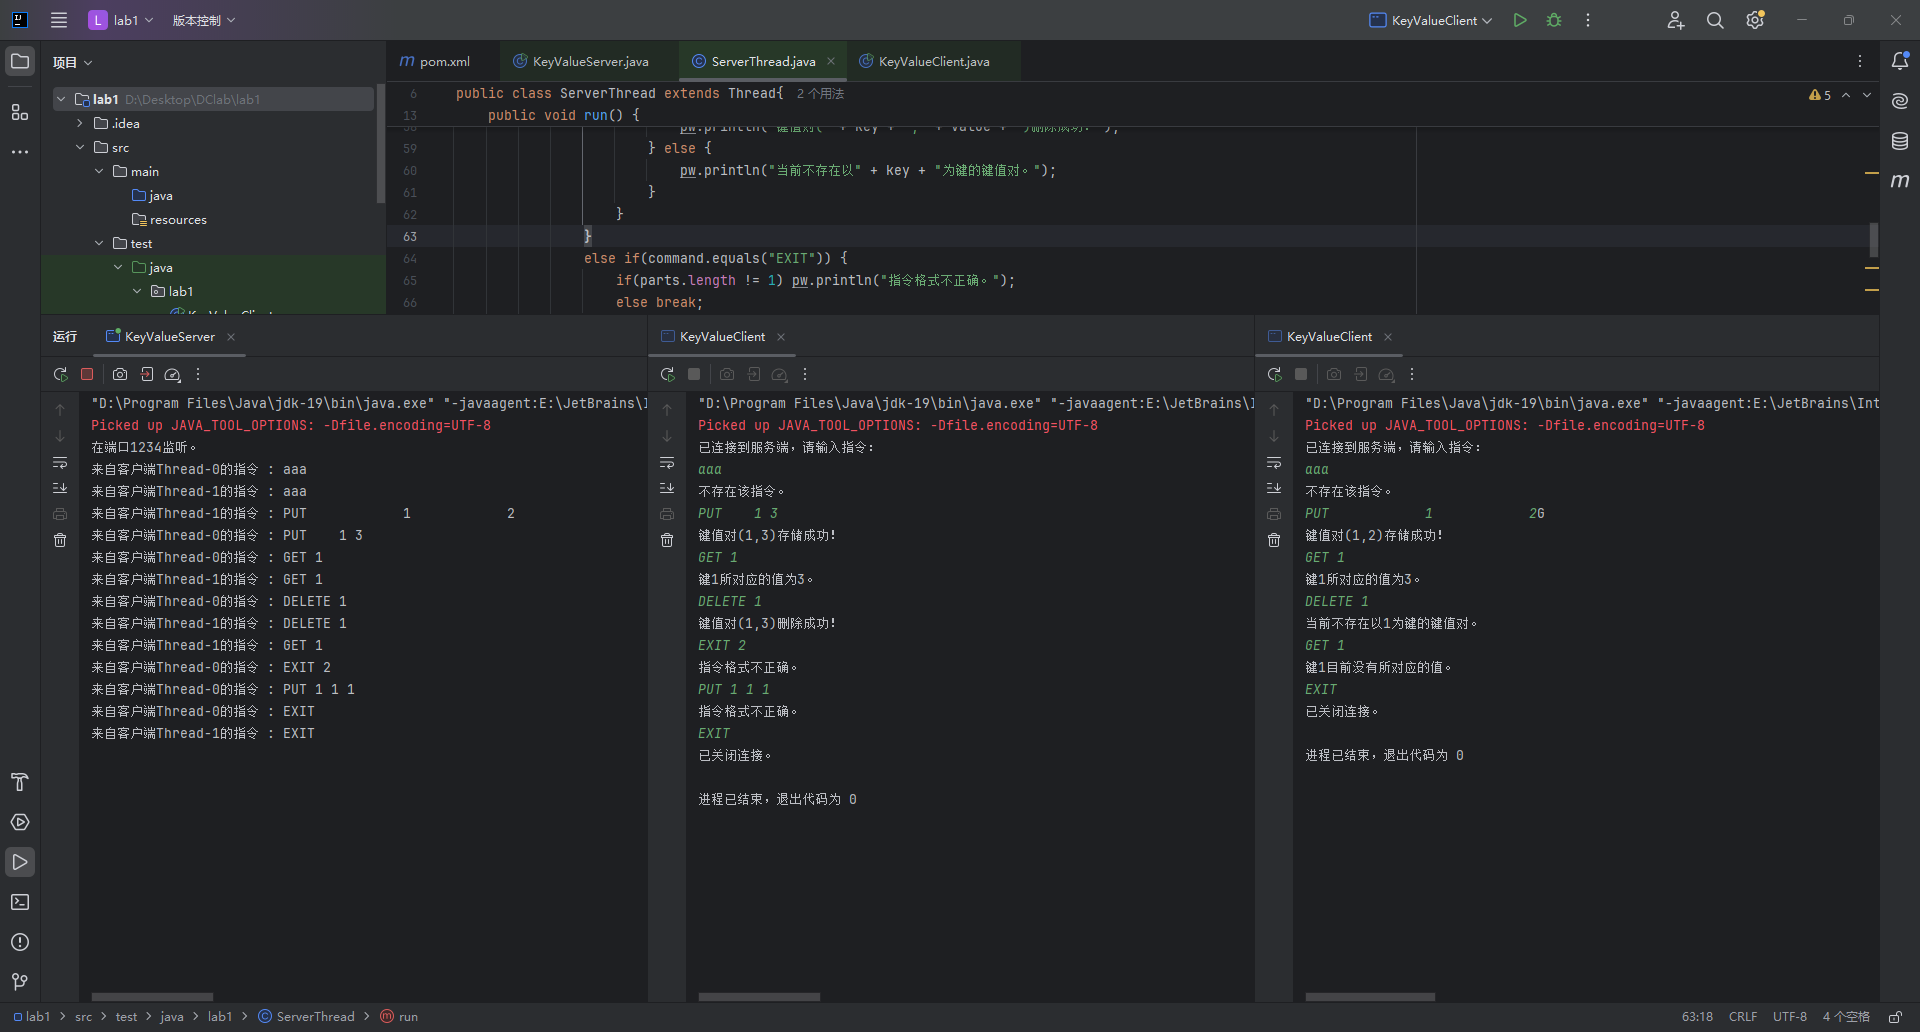 L lab1 版本控制
KeyValueClient
项目
lab1 D:\Desktop\DClab\lab1
.idea
src
main
java
resources
test
java
lab1
pom.xml KeyValueServer.java ServerThread.java KeyValueClient.java
6 public class ServerThread extends Thread{ 2 个用法
13 public void run() {
5
59 } else {
60 pw.println("当前不存在以" + key + "为键的键值对。");
61 }
62 }
63 }
64 else if(command.equals("EXIT")) {
65 if(parts.length != 1) pw.println("指令格式不正确。");
66 else break;
运行 KeyValueServer
"D:\Program Files\Java\jdk-19\bin\java.exe" "-javaagent:E:\JetBrains\I
Picked up JAVA_TOOL_OPTIONS: -Dfile.encoding=UTF-8
在端口1234监听。
来自客户端Thread-0的指令 : aaa
来自客户端Thread-1的指令 : aaa
来自客户端Thread-1的指令 : PUT            1            2
来自客户端Thread-0的指令 : PUT    1 3
来自客户端Thread-0的指令 : GET 1
来自客户端Thread-1的指令 : GET 1
来自客户端Thread-0的指令 : DELETE 1
来自客户端Thread-1的指令 : DELETE 1
来自客户端Thread-1的指令 : GET 1
来自客户端Thread-0的指令 : EXIT 2
来自客户端Thread-0的指令 : PUT 1 1 1
来自客户端Thread-0的指令 : EXIT
来自客户端Thread-1的指令 : EXIT
KeyValueClient
"D:\Program Files\Java\jdk-19\bin\java.exe" "-javaagent:E:\JetBrains\I
Picked up JAVA_TOOL_OPTIONS: -Dfile.encoding=UTF-8
已连接到服务端，请输入指令：
aaa
不存在该指令。
PUT    1 3
键值对(1,3)存储成功!
GET 1
键1所对应的值为3。
DELETE 1
键值对(1,3)删除成功!
EXIT 2
指令格式不正确。
PUT 1 1 1
指令格式不正确。
EXIT
已关闭连接。
进程已结束，退出代码为 0
KeyValueClient
"D:\Program Files\Java\jdk-19\bin\java.exe" "-javaagent:E:\JetBrains\Int
Picked up JAVA_TOOL_OPTIONS: -Dfile.encoding=UTF-8
已连接到服务端，请输入指令：
aaa
不存在该指令。
PUT            1            2G
键值对(1,2)存储成功!
GET 1
键1所对应的值为3。
DELETE 1
当前不存在以1为键的键值对。
GET 1
键1目前没有所对应的值。
EXIT
已关闭连接。
进程已结束，退出代码为 0
lab1 > src > test > java > lab1 > ServerThread > run
63:18 CRLF UTF-8 4 个空格